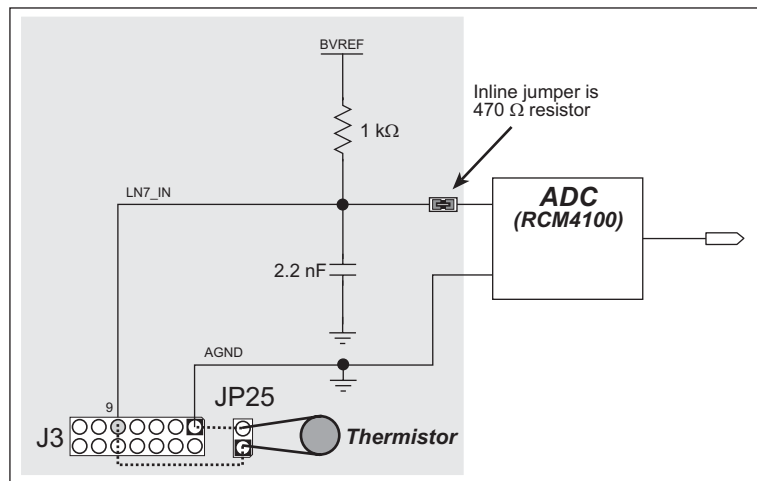 BVREF
Inline jumper is
470 Ω resistor
1 kΩ
LN7_IN
ADC
(RCM4100)
2.2 nF
AGND
9
JP25
J3
Thermistor